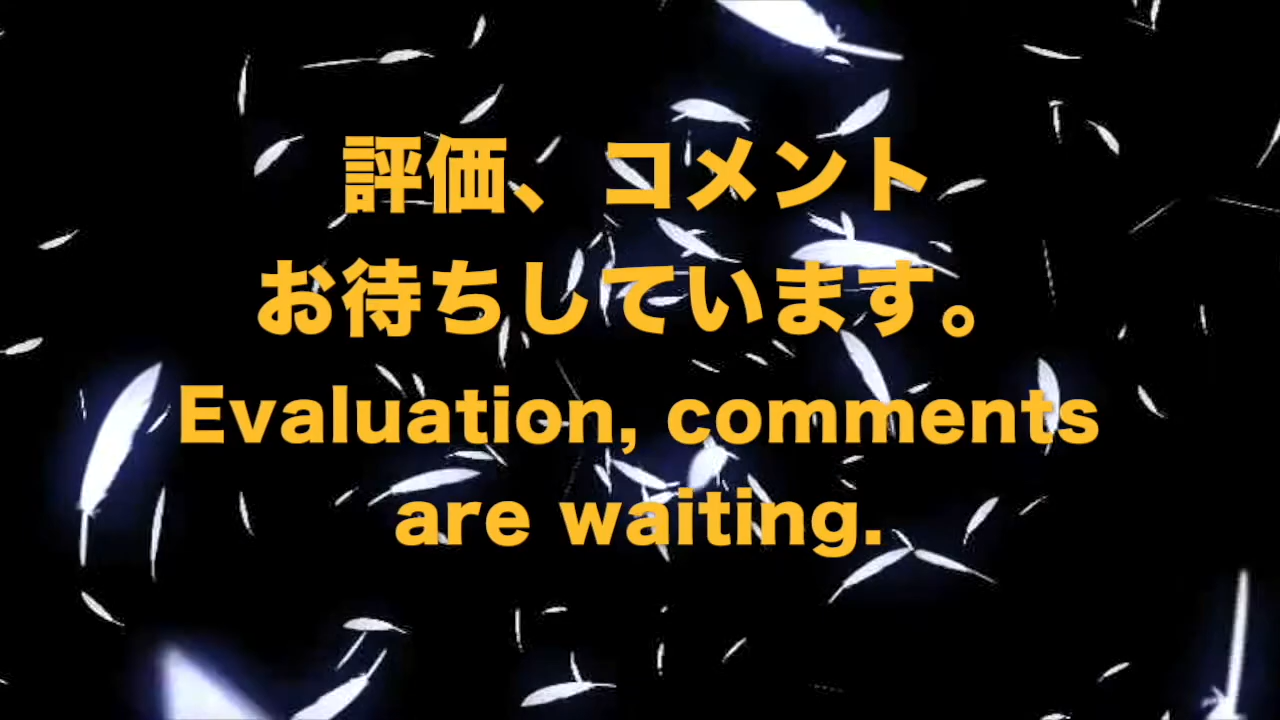 評価、コメント
お待ちしています。
Evaluation, comments
are waiting.